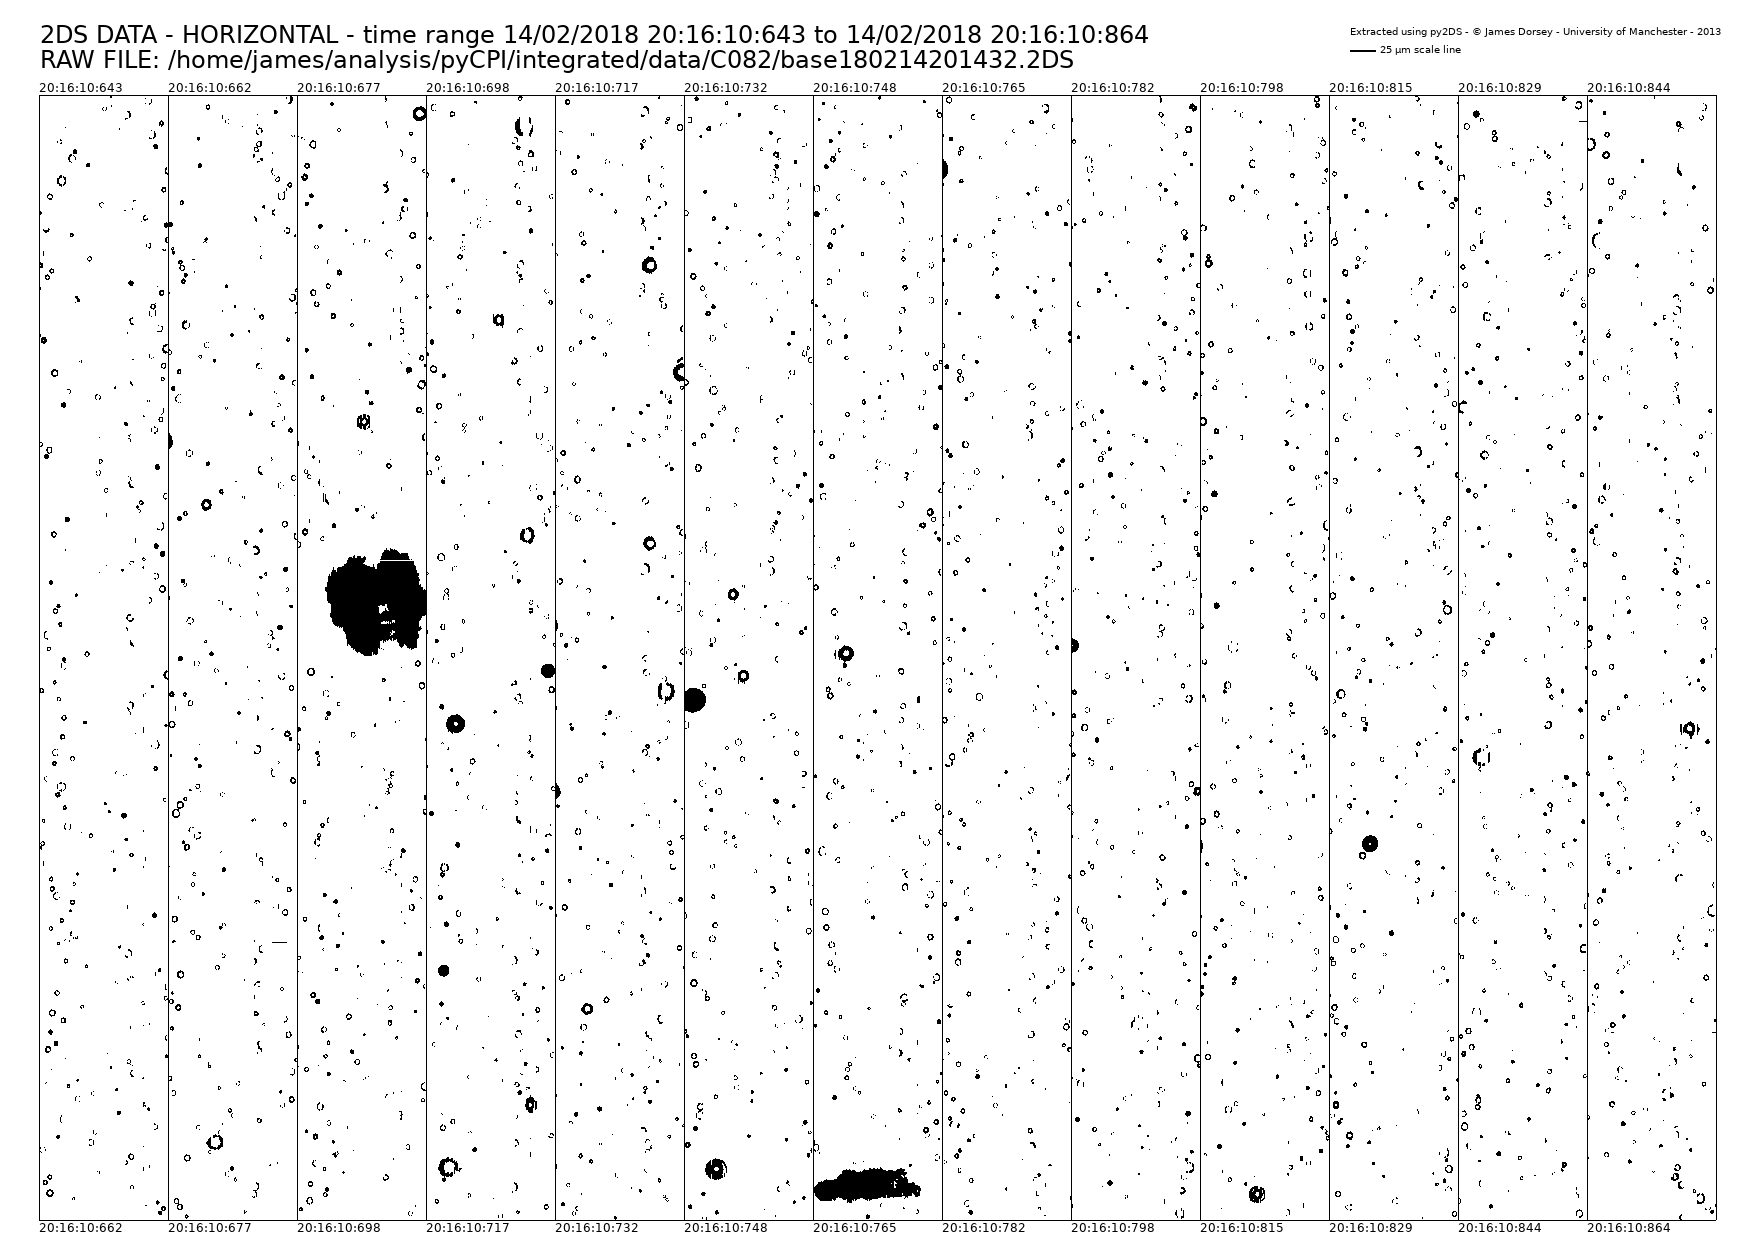 2DS DATA - HORIZONTAL - time range 14/02/2018 20:16:10:643 to 14/02/2018 20:16:10:864
RAW FILE: /home/james/analysis/pyCPI/integrated/data/C082/base180214201432.2DS
Extracted using py2DS - © James Dorsey - University of Manchester - 2013
25 µm scale line
20:16:10:643 20:16:10:662 20:16:10:677 20:16:10:698 20:16:10:717 20:16:10:732 20:16:10:748 20:16:10:765 20:16:10:782 20:16:10:798 20:16:10:815 20:16:10:829 20:16:10:844
20:16:10:662 20:16:10:677 20:16:10:698 20:16:10:717 20:16:10:732 20:16:10:748 20:16:10:765 20:16:10:782 20:16:10:798 20:16:10:815 20:16:10:829 20:16:10:844 20:16:10:864